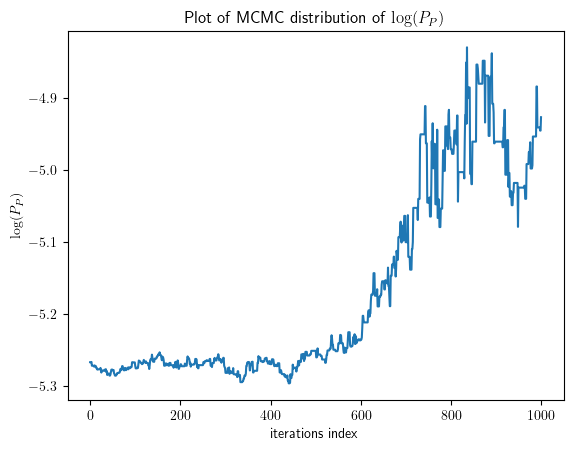 Plot of MCMC distribution of log(P_P)
log(P_P)
−4.9
−5.0
−5.1
−5.2
−5.3
0 200 400 600 800 1000
iterations index